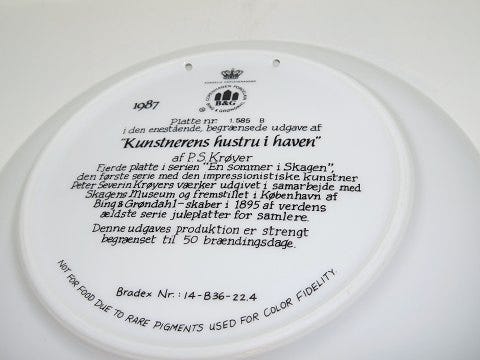 1987
COPENHAGEN PORCELAIN
B&G
BING & GRØNDAHL
Platte nr. 1.585 B
i den enestående, begrænsede udgave af
"Kunstnerens hustru i haven"
af P.S. Krøyer
Fjerde platte i serien "En sommer i Skagen",
den første serie med den impressionistiske kunstner
Peter Severin Krøyers værker udgivet i samarbejde med
Skagens Museum og fremstillet i København af
Bing & Grøndahl-skaber i 1895 af verdens
ældste serie juleplatter for samlere.
Denne udgaves produktion er strengt
begrænset til 50 brændingsdage.
Bradex Nr.: 14-B36-22.4
NOT FOR FOOD DUE TO RARE PIGMENTS USED FOR COLOR FIDELITY.